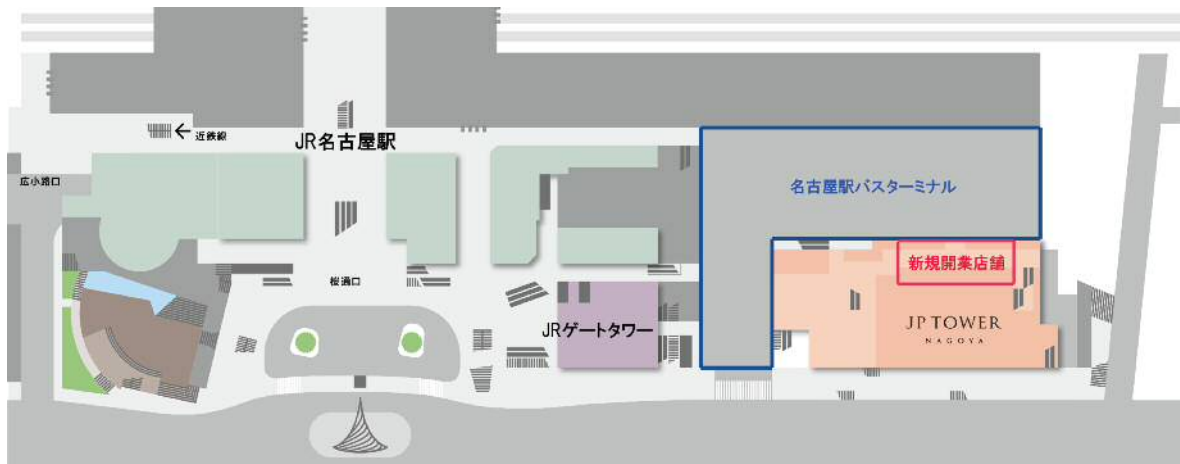 ← 近鉄線
JR名古屋駅
広小路口
名古屋駅バスターミナル
新規開業店舗
桜通口
JRゲートタワー
JP TOWER
NAGOYA